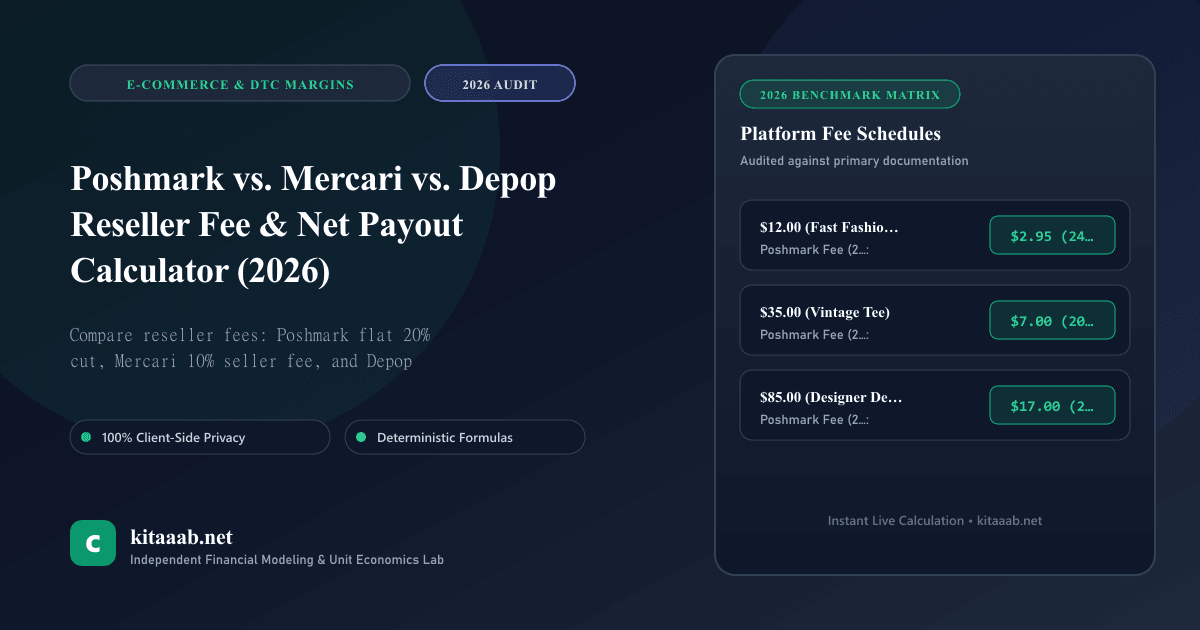 E-COMMERCE & DTC MARGINS
2026 AUDIT
Poshmark vs. Mercari vs. Depop
Reseller Fee & Net Payout
Calculator (2026)
Compare reseller fees: Poshmark flat 20%
cut, Mercari 10% seller fee, and Depop
100% Client-Side Privacy
Deterministic Formulas
C
kitaaab.net
Independent Financial Modeling & Unit Economics Lab
2026 BENCHMARK MATRIX
Platform Fee Schedules
Audited against primary documentation
$12.00 (Fast Fashio…
Poshmark Fee (2…:
$2.95 (24…
$35.00 (Vintage Tee)
Poshmark Fee (2…:
$7.00 (20…
$85.00 (Designer De…
Poshmark Fee (2…:
$17.00 (2…
Instant Live Calculation • kitaaab.net